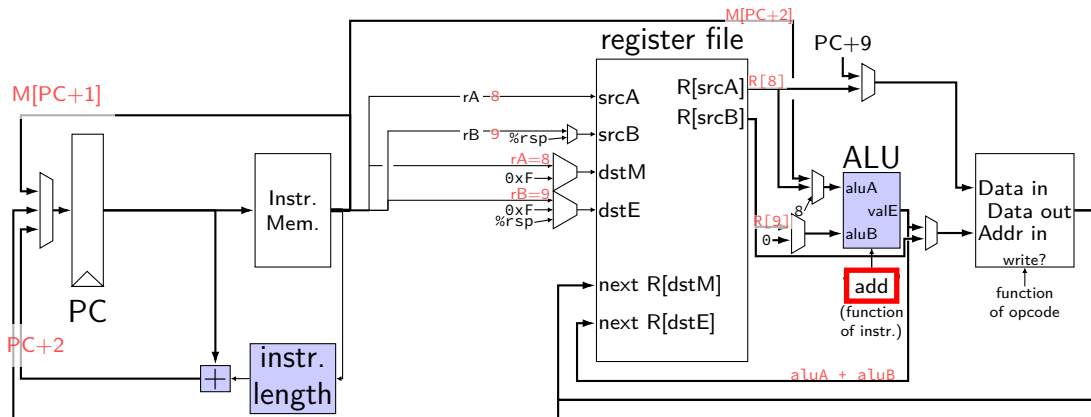 M[PC+2]
register file
PC+9
M[PC+1]
rA 8
srcA
R[srcA]
R[8]
R[srcB]
rB 9
%rsp
srcB
ALU
rA=8
0xF
dstM
rB=9
0xF
%rsp
dstE
Instr.
Mem.
aluA
valE
8
R[9]
0
aluB
Data in
Data out
Addr in
write?
function
of opcode
add
(function
of instr.)
next R[dstM]
next R[dstE]
PC
PC+2
+
instr.
length
aluA + aluB